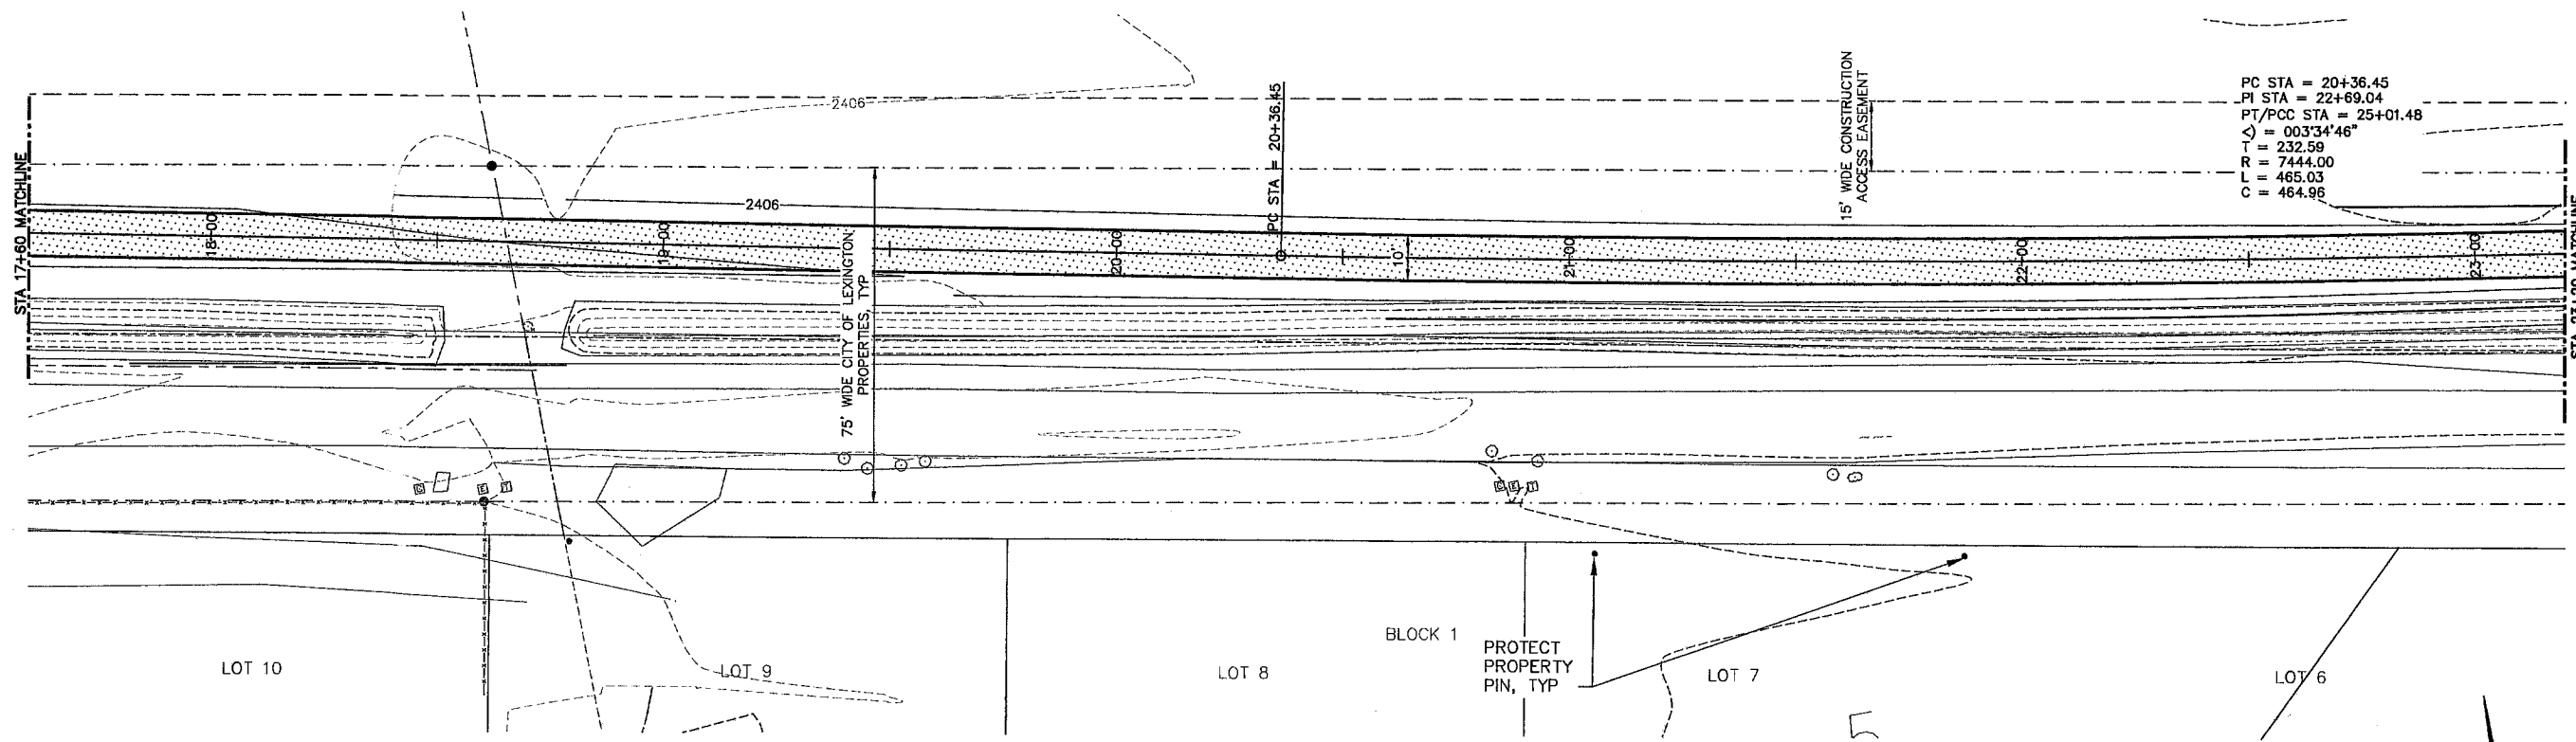 STA 17+60 MATCHLINE
2406
2406
18+00
19+00
20+00
21+00
22+00
23+00
PC STA = 20+36.45
10'
75' WIDE CITY OF LEXINGTON
PROPERTIES, TYP
15' WIDE CONSTRUCTION
ACCESS EASEMENT
PC STA = 20+36.45
PI STA = 22+69.04
PT/PCC STA = 25+01.48
<) = 003°34'46"
T = 232.59
R = 7444.00
L = 465.03
C = 464.96
MATCHLINE
E
T
C
E
T
BLOCK 1
PROTECT
PROPERTY
PIN, TYP
LOT 10
LOT 9
LOT 8
LOT 7
LOT 6
5